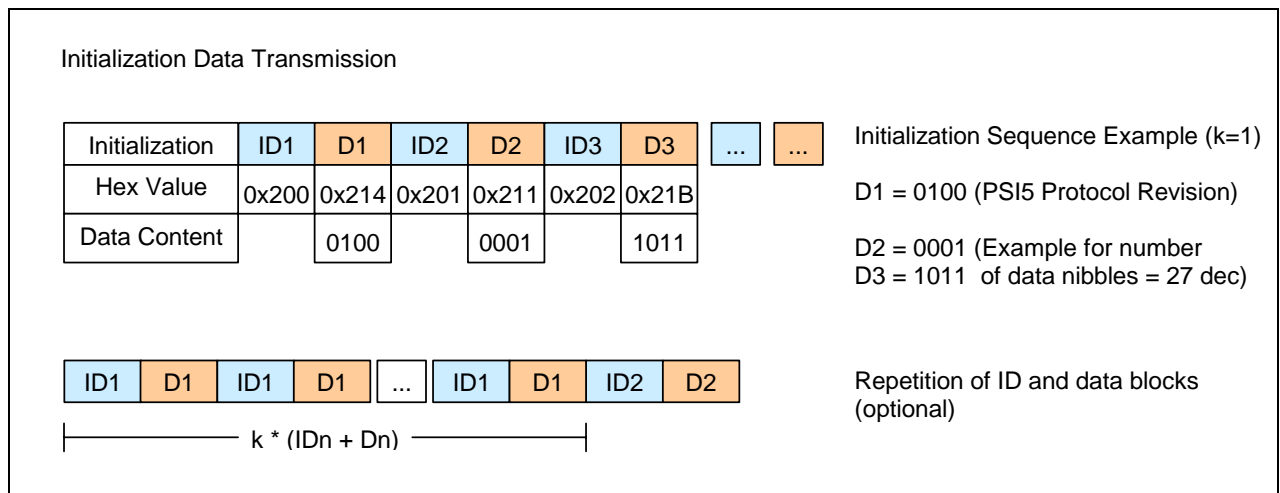 Initialization Data Transmission
Initialization ID1 D1 ID2 D2 ID3 D3 ... ...
Hex Value 0x200 0x214 0x201 0x211 0x202 0x21B
Data Content 0100 0001 1011
Initialization Sequence Example (k=1)
D1 = 0100 (PSI5 Protocol Revision)
D2 = 0001 (Example for number
D3 = 1011 of data nibbles = 27 dec)
ID1 D1 ID1 D1 ... ID1 D1 ID2 D2
k * (IDn + Dn)
Repetition of ID and data blocks
(optional)